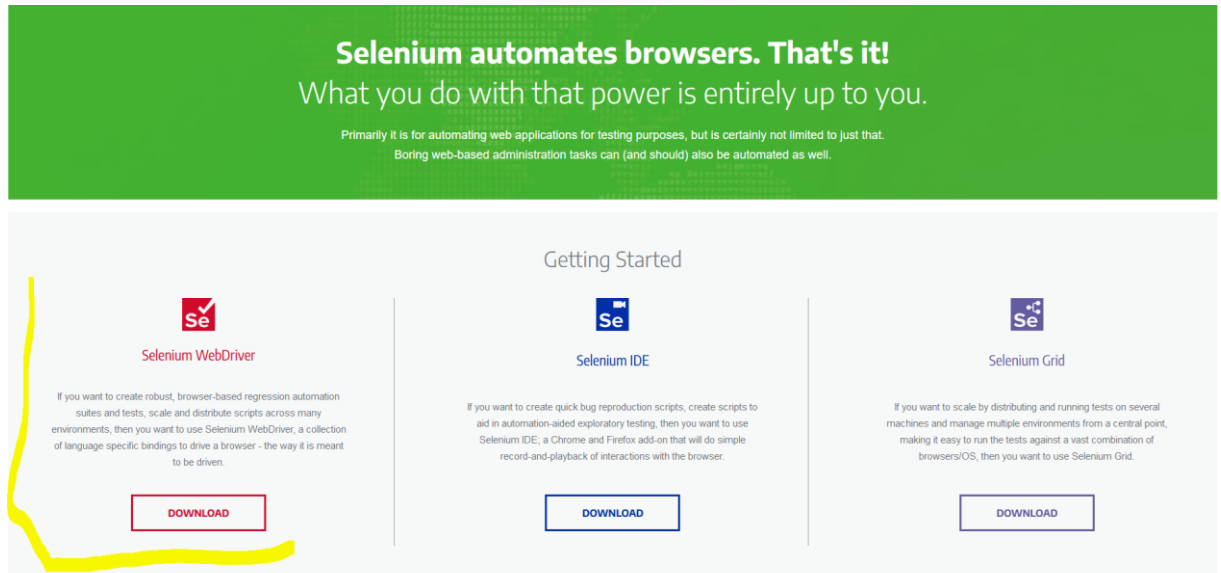 Selenium automates browsers. That's it!
What you do with that power is entirely up to you.
Primarily it is for automating web applications for testing purposes, but is certainly not limited to just that.
Boring web-based administration tasks can (and should) also be automated as well.
Getting Started
Se
Selenium WebDriver
If you want to create robust, browser-based regression automation
suites and tests, scale and distribute scripts across many
environments, then you want to use Selenium WebDriver, a collection
of language specific bindings to drive a browser - the way it is meant
to be driven.
DOWNLOAD
Se
Selenium IDE
If you want to create quick bug reproduction scripts, create scripts to
aid in automation-aided exploratory testing, then you want to use
Selenium IDE; a Chrome and Firefox add-on that will do simple
record-and-playback of interactions with the browser.
DOWNLOAD
Se
Selenium Grid
If you want to scale by distributing and running tests on several
machines and manage multiple environments from a central point,
making it easy to run the tests against a vast combination of
browsers/OS, then you want to use Selenium Grid.
DOWNLOAD